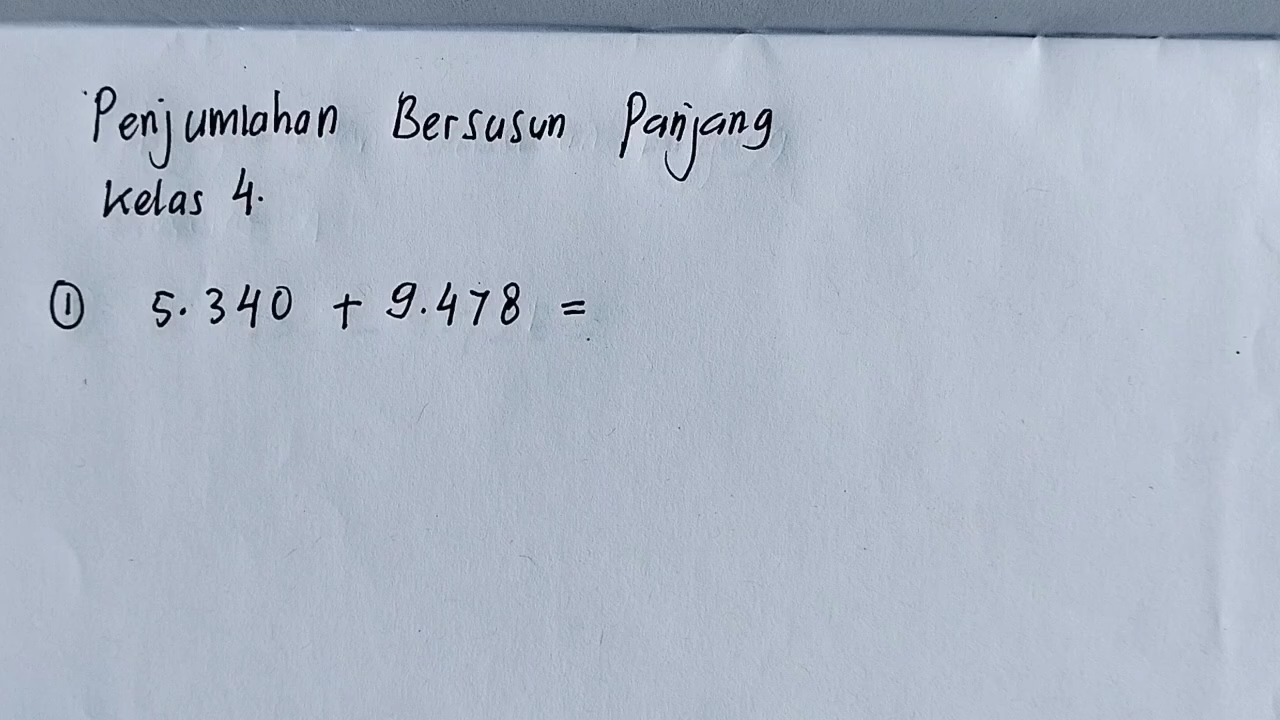 Penjumlahan Bersusun Panjang
Kelas 4.
① 5.340 + 9.478 =